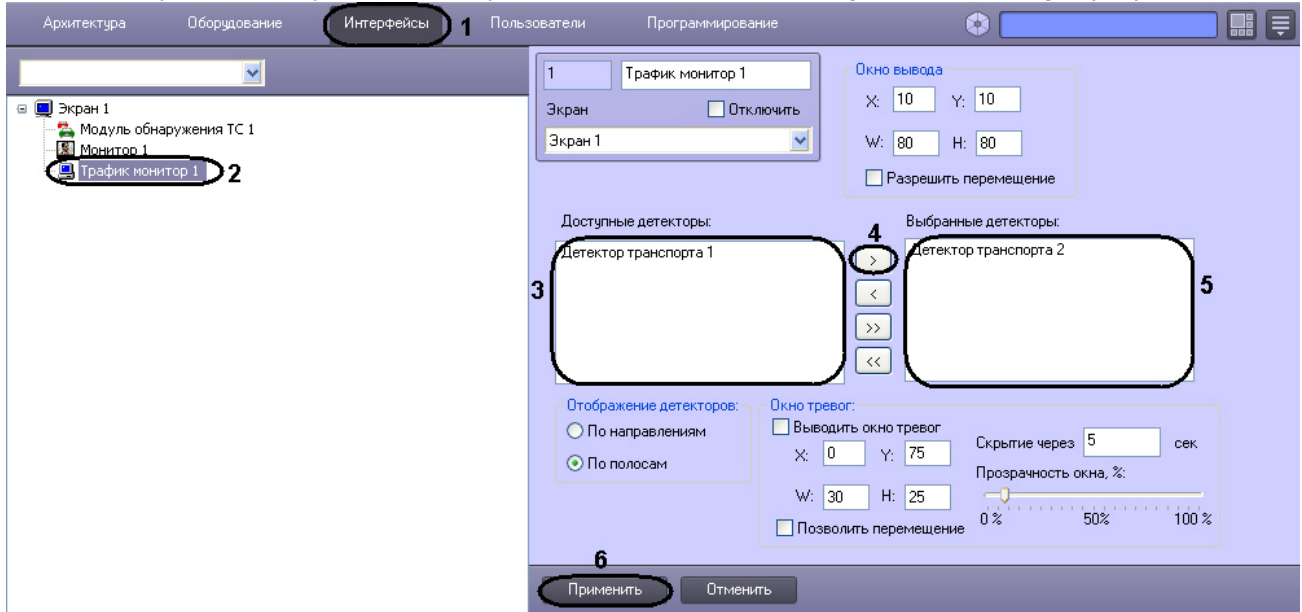 Архитектура Оборудование Интерфейсы 1 Пользователи Программирование
1 Трафик монитор 1
Экран Отключить
Экран 1
Окно вывода
X: 10 Y: 10
W: 80 H: 80
Разрешить перемещение
Экран 1
Модуль обнаружения ТС 1
Монитор 1
Трафик монитор 1 2
Доступные детекторы: 4 Выбранные детекторы:
Детектор транспорта 1 > Детектор транспорта 2
3 < 5
>>
<<
Отображение детекторов:
По направлениям
По полосам
Окно тревог:
Выводить окно тревог
X: 0 Y: 75
W: 30 H: 25
Позволить перемещение
Скрытие через 5 сек
Прозрачность окна, %:
0 % 50% 100 %
6
Применить Отменить